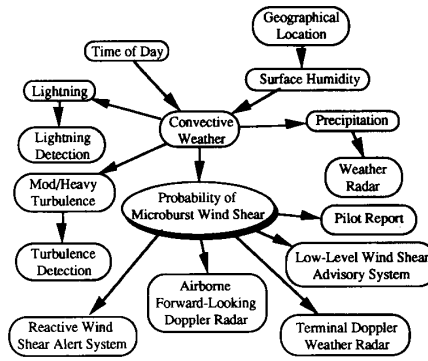 Geographical
Location
Time of Day
Surface Humidity
Lightning
Convective
Weather
Precipitation
Lightning
Detection
Weather
Radar
Mod/Heavy
Turbulence
Probability of
Microburst Wind Shear
Pilot Report
Turbulence
Detection
Low-Level Wind Shear
Advisory System
Airborne
Forward-Looking
Doppler Radar
Reactive Wind
Shear Alert System
Terminal Doppler
Weather Radar